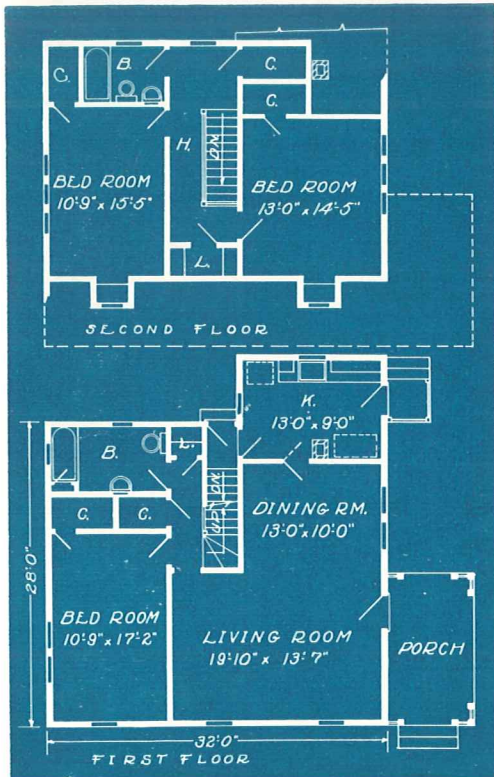 B.
C.
C.
C.
H.
DN.
BED ROOM
10'-9" x 15'-5"
BED ROOM
13'-0" x 14'-5"
L.
SECOND FLOOR
K.
13'-0" x 9'-0"
B.
L.
C.
C.
UP
DN.
DINING RM.
13'-0" x 10'-0"
28'-0"
BED ROOM
10'-9" x 17'-2"
LIVING ROOM
19'-10" x 13'-7"
PORCH
32'-0"
FIRST FLOOR